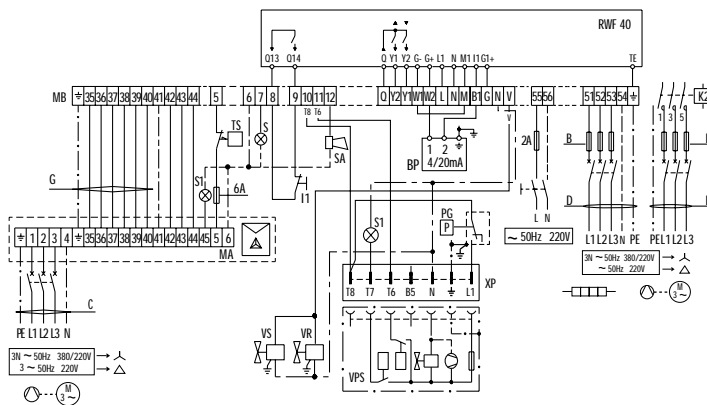 RWF 40
Q13 Q14 Q Y1 Y2 G- G+ L1 N M1 I1 G1+ TE
MB 35 36 37 38 39 40 41 42 43 44 5 6 7 8 9 10 11 12 Q Y2 Y1 W1 W2 L M B1 G N V 55 56 51 52 53 54
K2
T8 T6 V
1 3 5
TS S SA
1 2
4/20mA
BP
2A
B
G S1 6A I1
S1 PG P
L N
D
L1 L2 L3 N PE PE L1 L2 L3
~ 50Hz 220V
1 2 3 4 35 36 37 38 39 40 41 42 43 44 45 5 6
MA
3N ~ 50Hz 380/220V
~ 50Hz 220V
XP
T8 T7 T6 B5 N L1
M
3 ~
C
PE L1 L2 L3 N
VS VR
VPS
3N ~ 50Hz 380/220V
3 ~ 50Hz 220V
M
3 ~